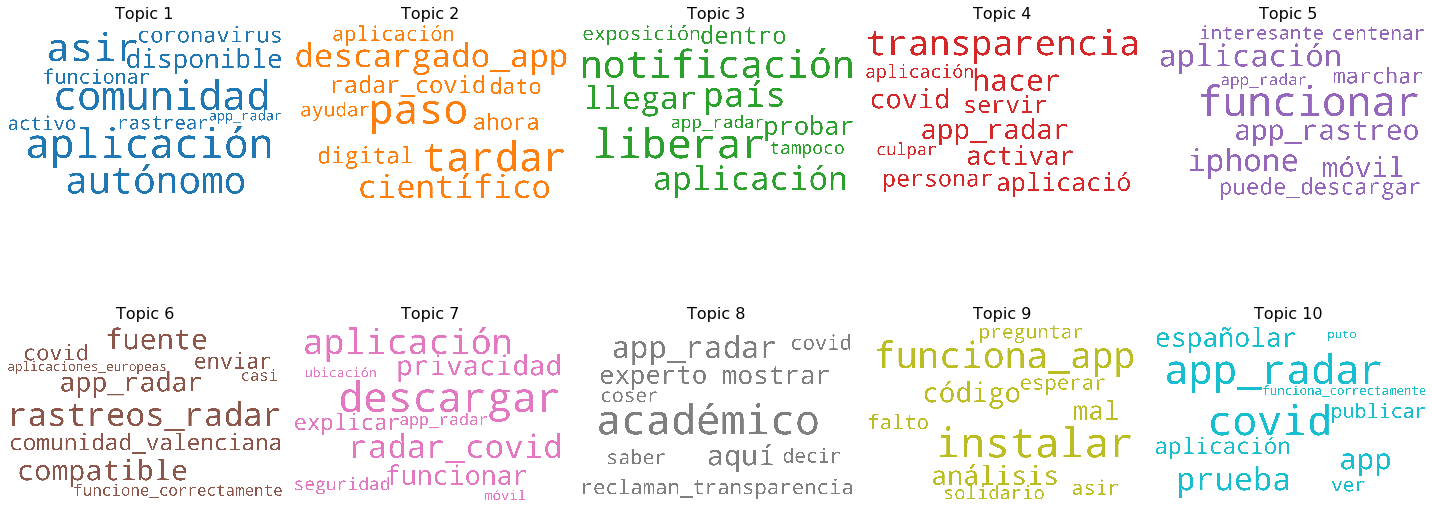 Topic 1
coronavirus
asir
disponible
funcionar
comunidad
activo
rastrear
app_radar
aplicación
autónomo
Topic 2
aplicación
descargado_app
radar_covid
dato
ayudar
paso
ahora
digital
tardar
científico
Topic 3
exposición
dentro
notificación
llegar
país
app_radar
probar
liberar
tampoco
aplicación
Topic 4
transparencia
aplicación
hacer
covid
servir
app_radar
culpar
activar
personar
aplicació
Topic 5
interesante
centenar
aplicación
app_radar
marchar
funcionar
app_rastreo
iphone
móvil
puede_descargar
Topic 6
fuente
covid
enviar
aplicaciones_europeas
casi
app_radar
rastreos_radar
comunidad_valenciana
compatible
funcione_correctamente
Topic 7
aplicación
privacidad
ubicación
descargar
explicar
app_radar
radar_covid
funcionar
seguridad
móvil
Topic 8
app_radar
covid
experto
mostrar
coser
académico
saber
aquí
decir
reclaman_transparencia
Topic 9
preguntar
funciona_app
código
esperar
falto
mal
instalar
análisis
solidario
asir
Topic 10
españolar
puto
app_radar
funciona_correctamente
covid
publicar
aplicación
app
prueba
ver